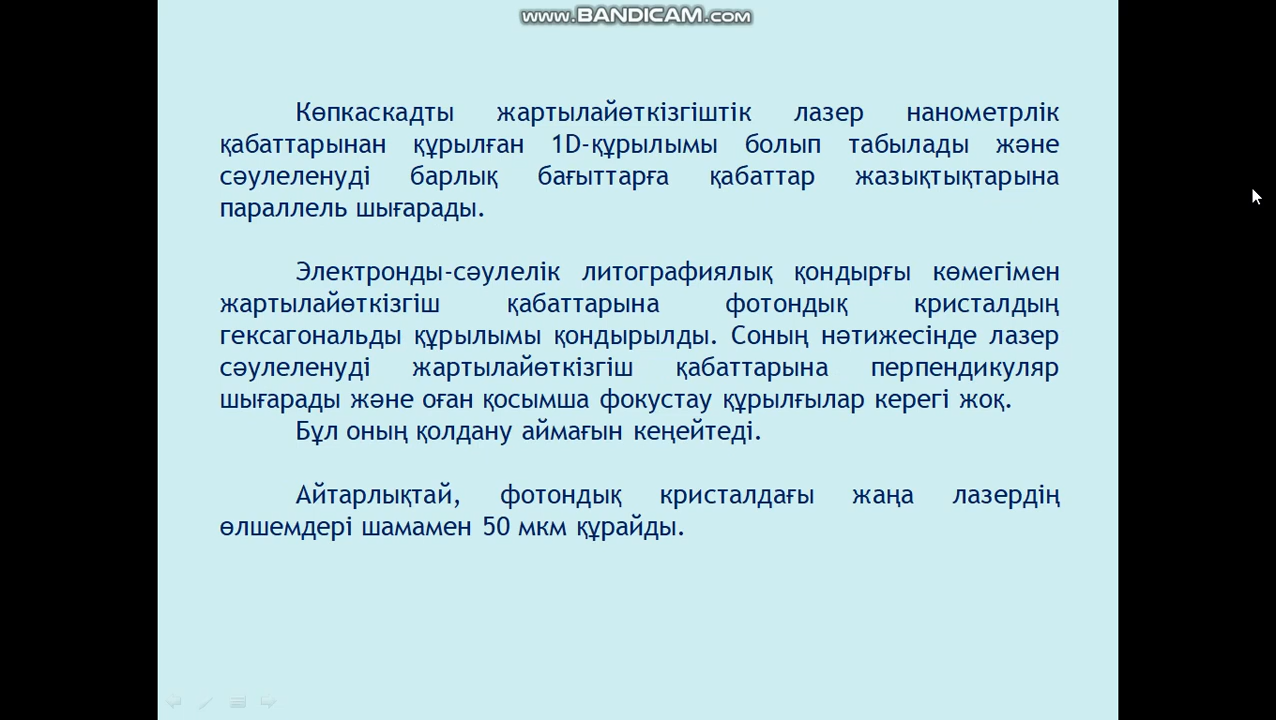 www.BANDICAM.com
Көпкаскадты жартылайөткізгіштік лазер нанометрлік
қабаттарынан құрылған 1D-құрылымы болып табылады және
сәулеленуді барлық бағыттарға қабаттар жазықтықтарына
параллель шығарады.
Электронды-сәулелік литографиялық қондырғы көмегімен
жартылайөткізгіш қабаттарына фотондық кристалдың
гексагональды құрылымы қондырылды. Соның нәтижесінде лазер
сәулеленуді жартылайөткізгіш қабаттарына перпендикуляр
шығарады және оған қосымша фокустау құрылғылар керегі жоқ.
Бұл оның қолдану аймағын кеңейтеді.
Айтарлықтай, фотондық кристалдағы жаңа лазердің
өлшемдері шамамен 50 мкм құрайды.